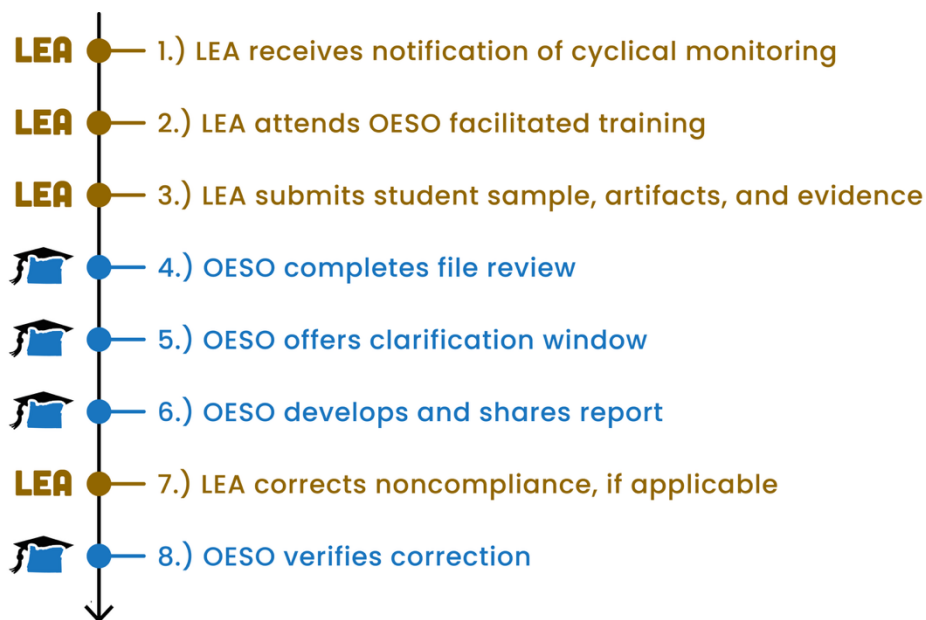 LEA 1.) LEA receives notification of cyclical monitoring
LEA 2.) LEA attends OESO facilitated training
LEA 3.) LEA submits student sample, artifacts, and evidence
4.) OESO completes file review
5.) OESO offers clarification window
6.) OESO develops and shares report
LEA 7.) LEA corrects noncompliance, if applicable
8.) OESO verifies correction